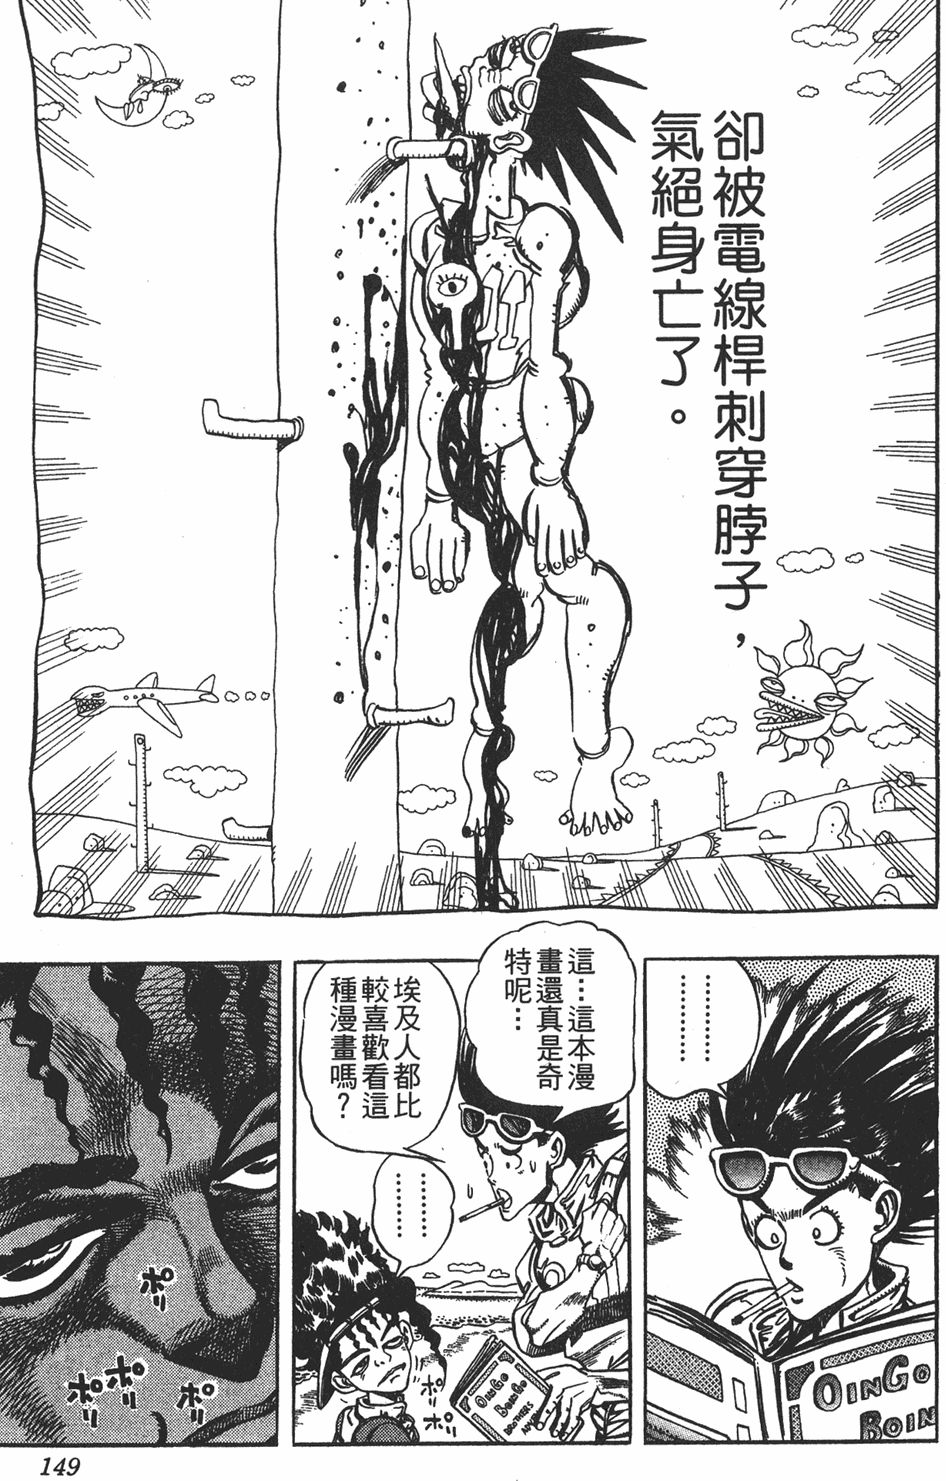 卻被電線桿刺穿脖子，
氣絕身亡了。
…………
…………
這…這本漫
畫還真是奇
特呢…
埃及人都比
較喜歡看這
種漫畫嗎？
…………
…………
OINGO
BOIN
OINGO
BOINGO
BROTHERS
ポリ
ポリ
ポリ
ポリ
149